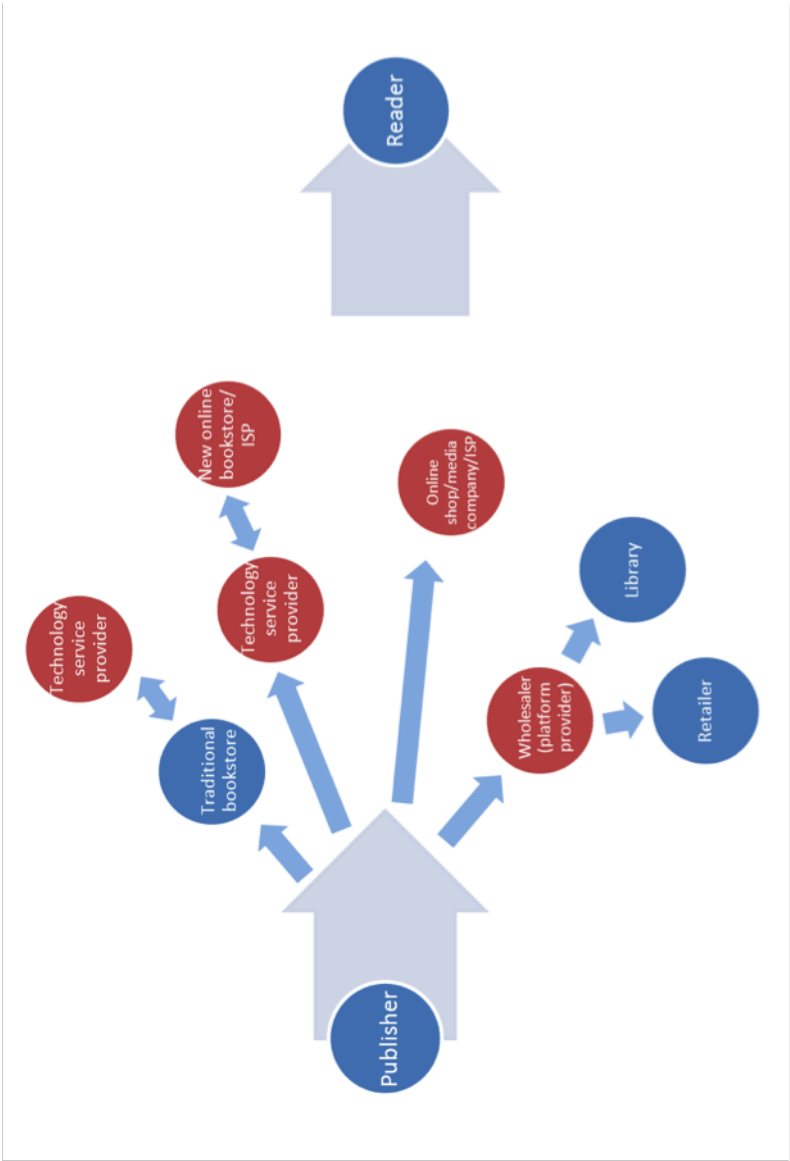 Publisher
Traditional
bookstore
Technology
service
provider
Technology
service
provider
New online
bookstore/
ISP
Online
shop/media
company/ISP
Wholesaler
(platform
provider)
Retailer
Library
Reader